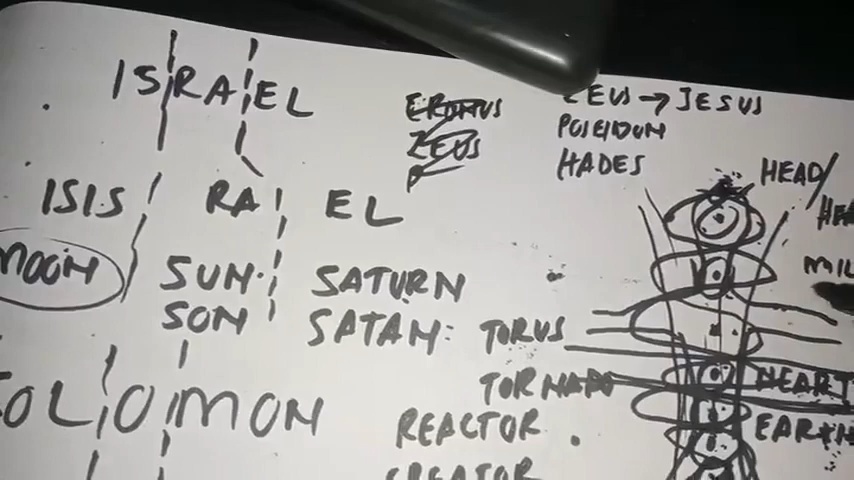 ISRAEL
ISIS RA EL
MOON SUN SATURN
SON SATAN:
SOLOMON
ZEUS
ZEUS → JESUS
POSEIDON
HADES
HEAD/
TORUS
TORNADO
REACTOR
CREATOR
HEART
EARTH